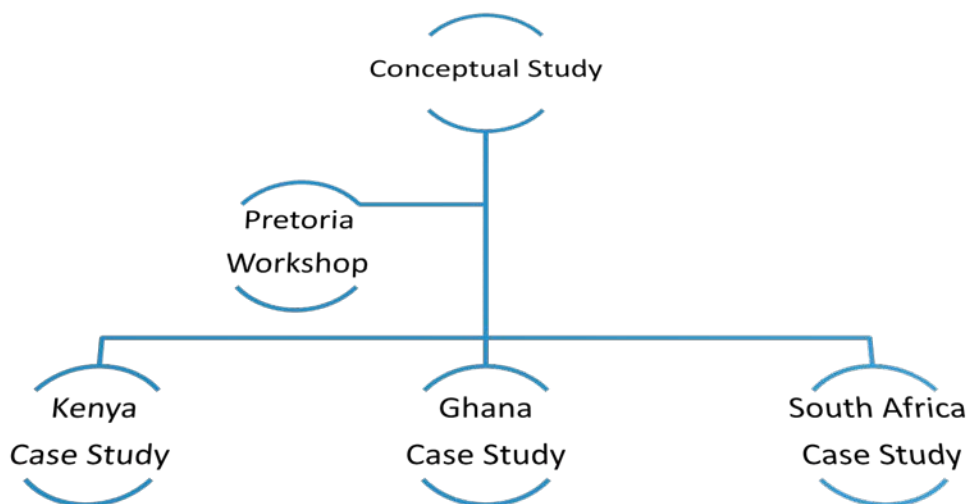 Conceptual Study
Pretoria
Workshop
Kenya
Case Study
Ghana
Case Study
South Africa
Case Study